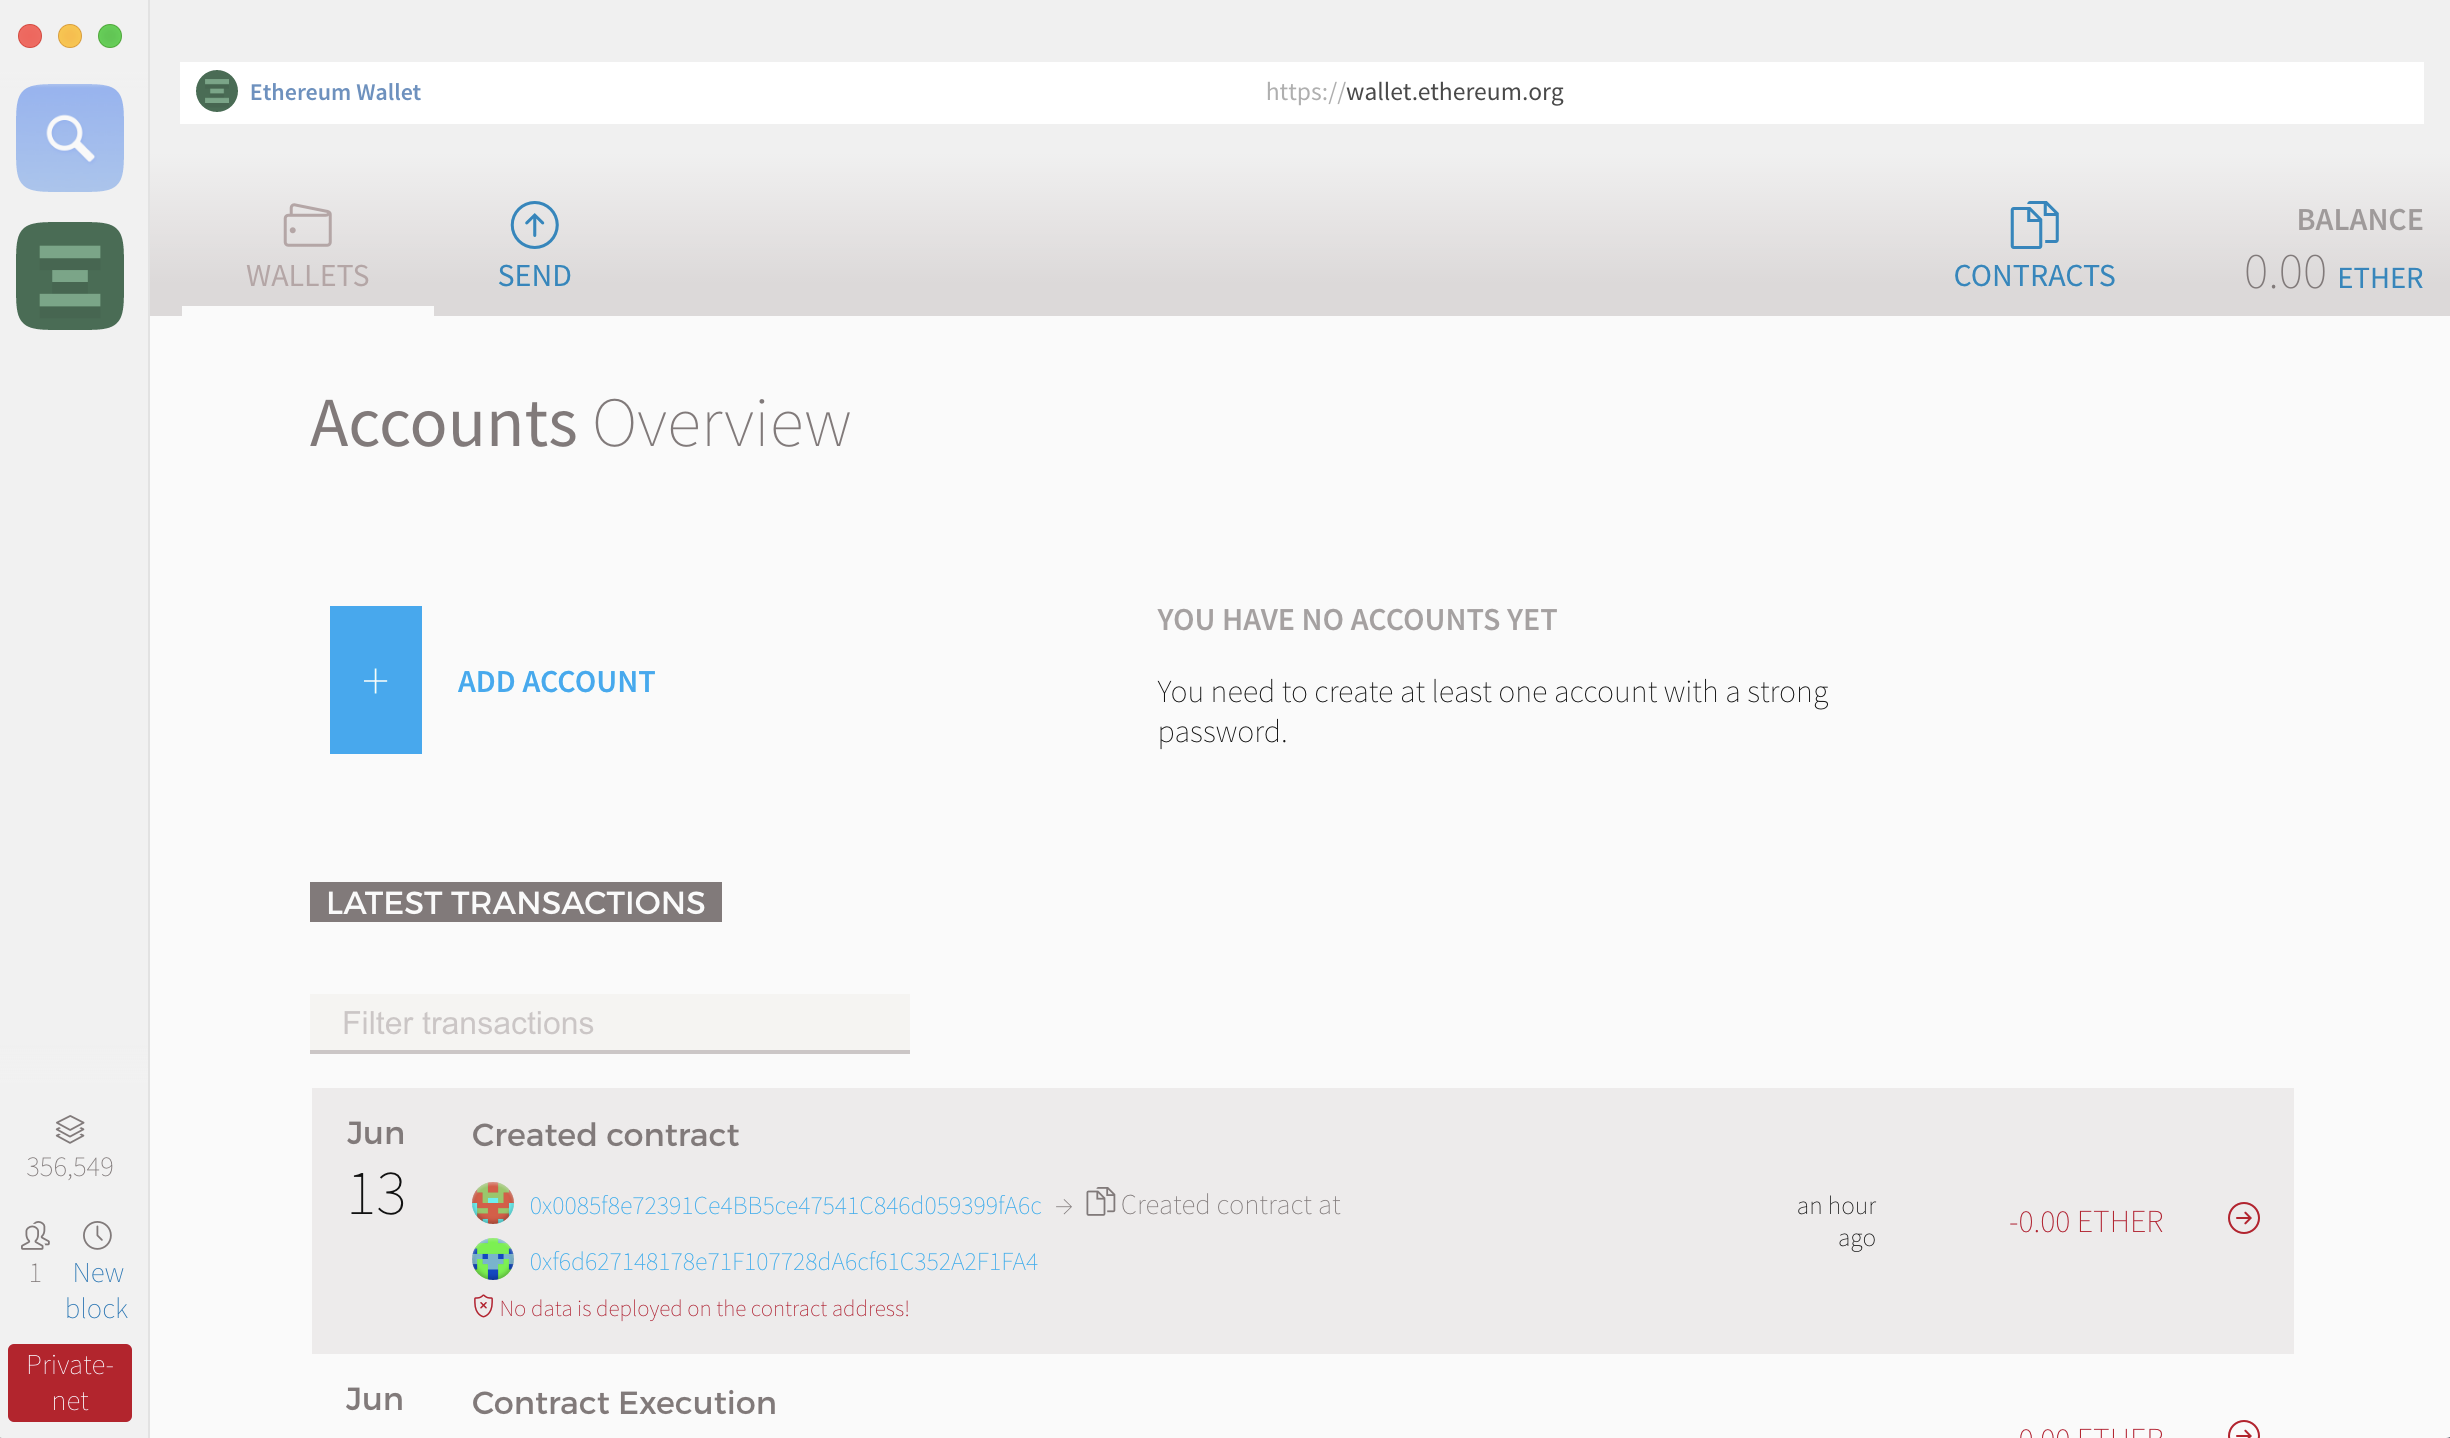 Ethereum Wallet
https://wallet.ethereum.org
WALLETS
SEND
CONTRACTS
BALANCE
0.00 ETHER
Accounts Overview
ADD ACCOUNT
YOU HAVE NO ACCOUNTS YET
You need to create at least one account with a strong
password.
LATEST TRANSACTIONS
Filter transactions
Jun
13
Created contract
0x0085f8e72391Ce4BB5ce47541C846d059399fA6c → Created contract at
0xf6d627148178e71F107728dA6cf61C352A2F1FA4
No data is deployed on the contract address!
an hour
ago
-0.00 ETHER
Jun
Contract Execution
-0.00 ETHER
356,549
1
New
block
Private-
net